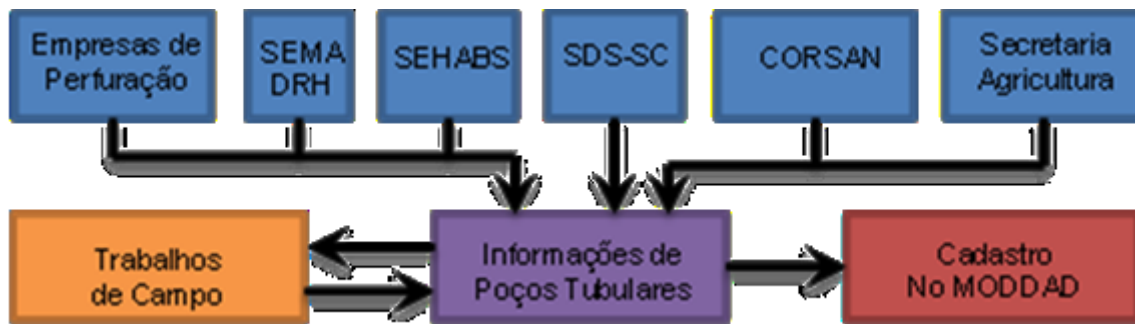 Empresas de
Perfuração
SEMA
DRH
SEHABS
SDS-SC
CORSAN
Secretaria
Agricultura
Trabalhos
de Campo
Informações de
Poços Tubulares
Cadastro
No MODDAD